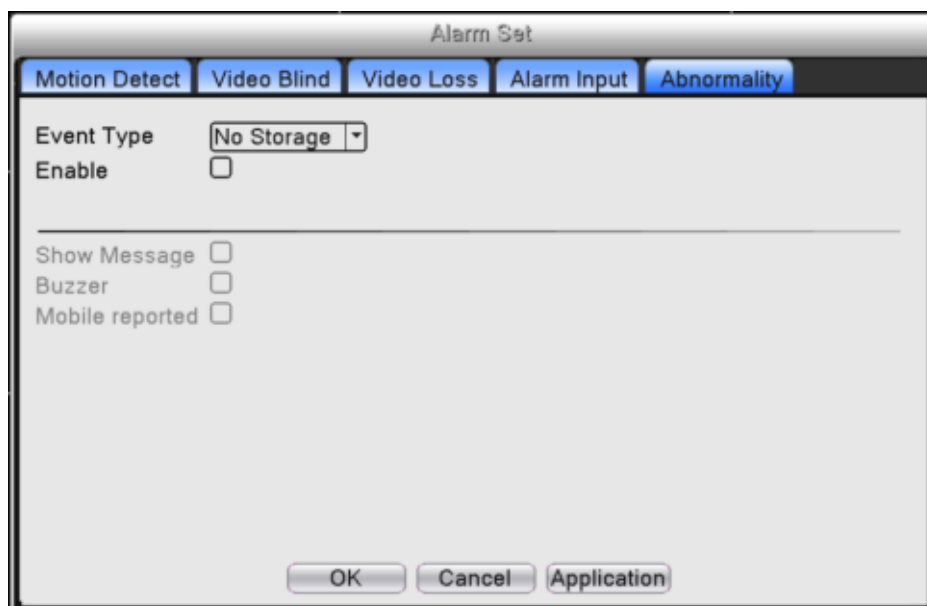 Alarm Set
Motion Detect Video Blind Video Loss Alarm Input Abnormality
Event Type No Storage
Enable
Show Message
Buzzer
Mobile reported
OK Cancel Application